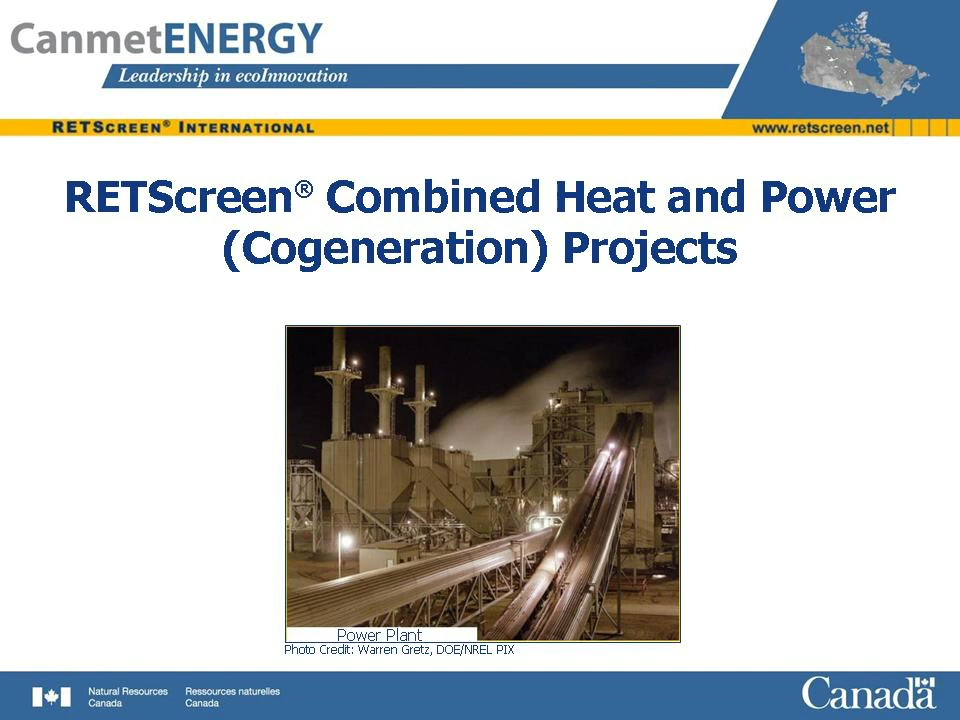 CanmetENERGY
Leadership in ecoInnovation
RETSCREEN® INTERNATIONAL
www.retscreen.net
RETScreen® Combined Heat and Power
(Cogeneration) Projects
Power Plant
Photo Credit: Warren Gretz, DOE/NREL PIX
Natural Resources
Canada
Ressources naturelles
Canada
Canada